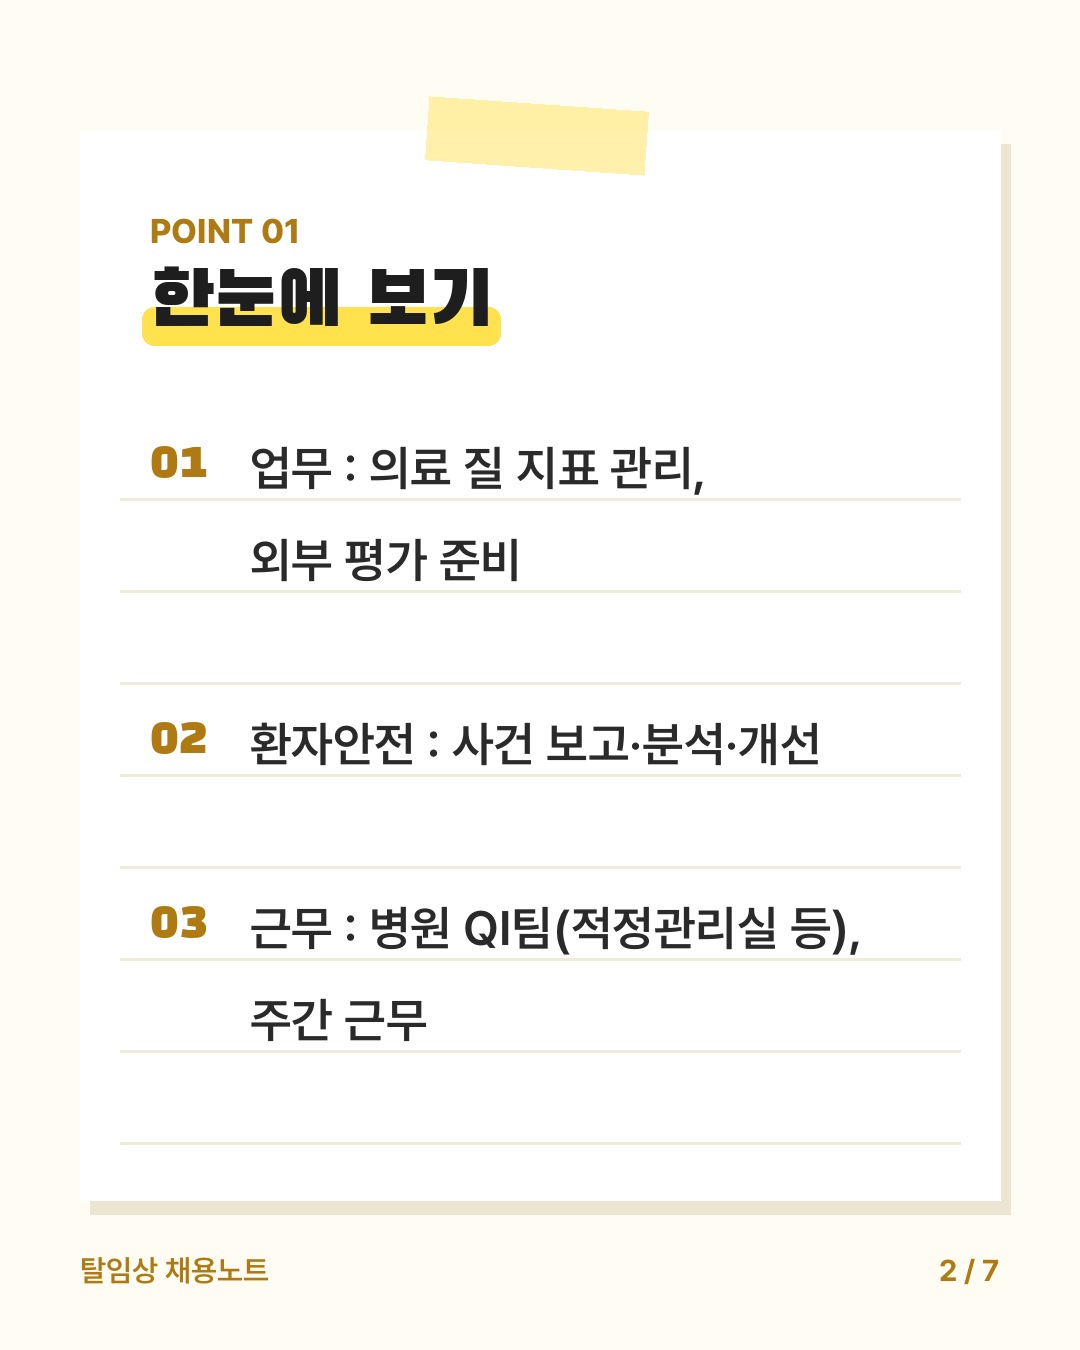 POINT 01
한눈에 보기
01 업무 : 의료 질 지표 관리,
외부 평가 준비
02 환자안전 : 사건 보고·분석·개선
03 근무 : 병원 QI팀(적정관리실 등),
주간 근무
탈임상 채용노트 2 / 7